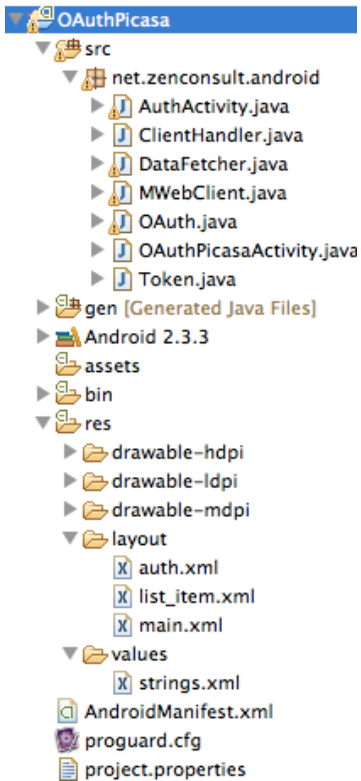 OAuthPicasa
src
net.zenconsult.android
AuthActivity.java
ClientHandler.java
DataFetcher.java
MWebClient.java
OAuth.java
OAuthPicasaActivity.java
Token.java
gen [Generated Java Files]
Android 2.3.3
assets
bin
res
drawable-hdpi
drawable-ldpi
drawable-mdpi
layout
auth.xml
list_item.xml
main.xml
values
strings.xml
AndroidManifest.xml
proguard.cfg
project.properties